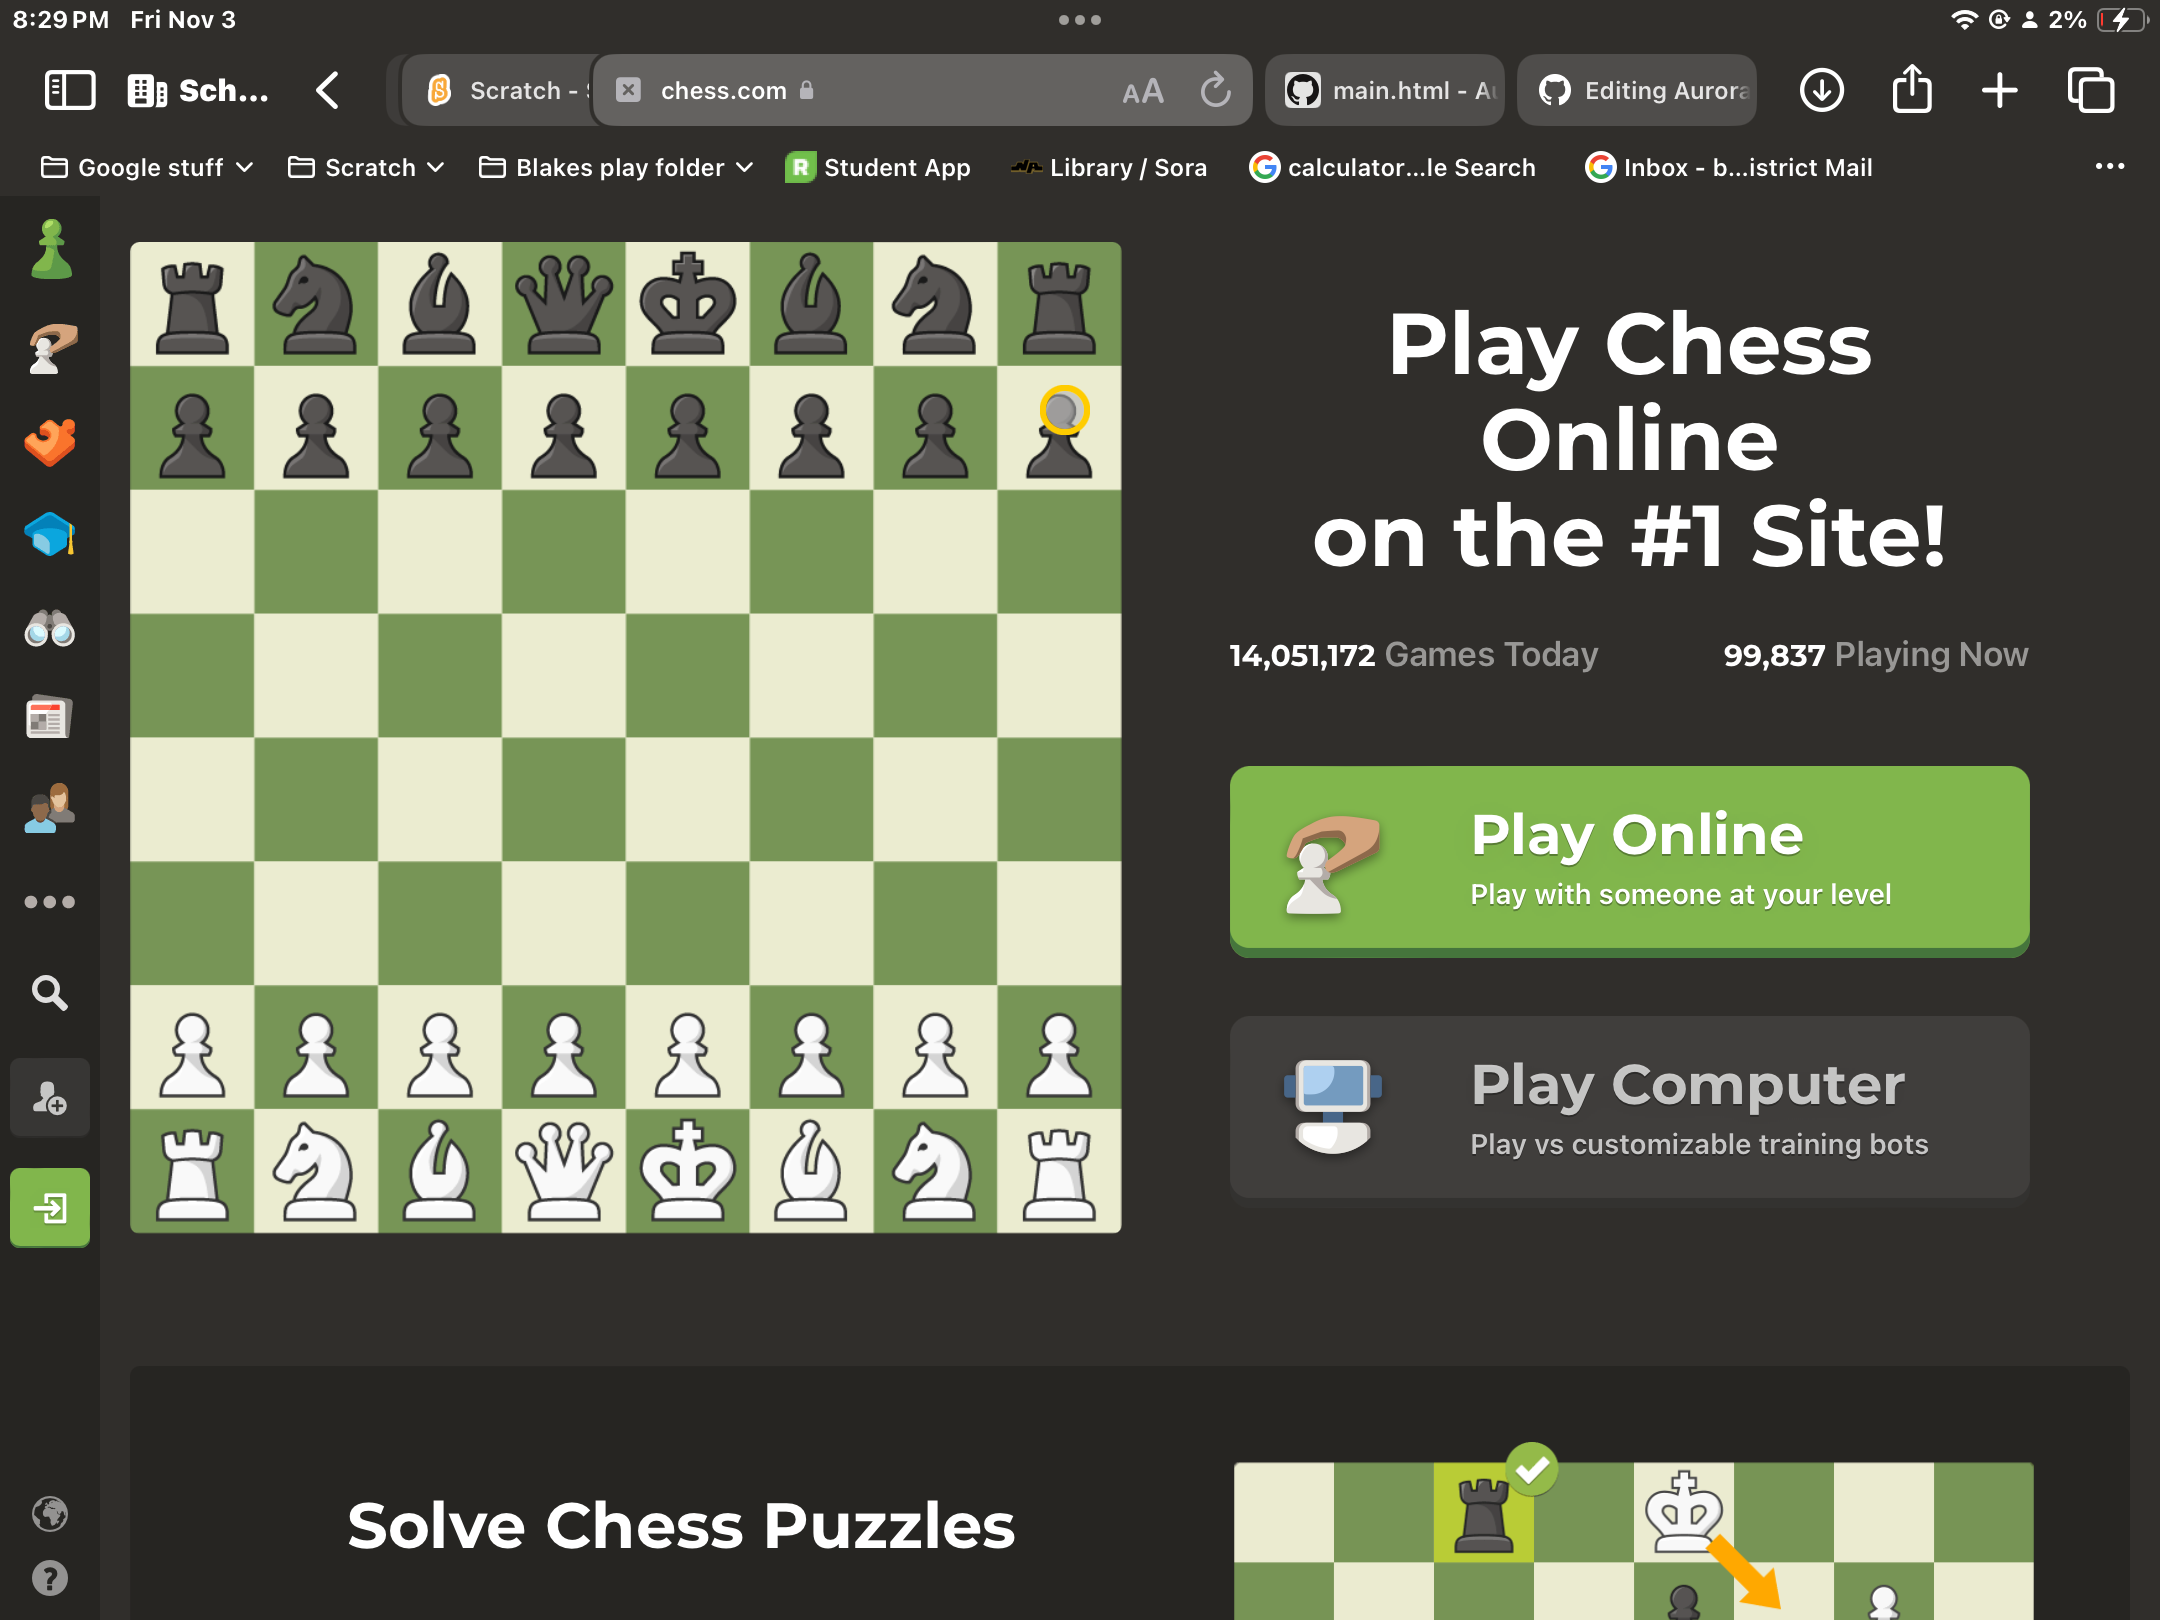 8:29 PM Fri Nov 3
2%
Sch...
Scratch -
chess.com
AA
main.html - Au
Editing Aurora
Google stuff
Scratch
Blakes play folder
R Student App
Library / Sora
calculator...le Search
Inbox - b...istrict Mail
Play Chess
Online
on the #1 Site!
14,051,172 Games Today
99,837 Playing Now
Play Online
Play with someone at your level
Play Computer
Play vs customizable training bots
Solve Chess Puzzles